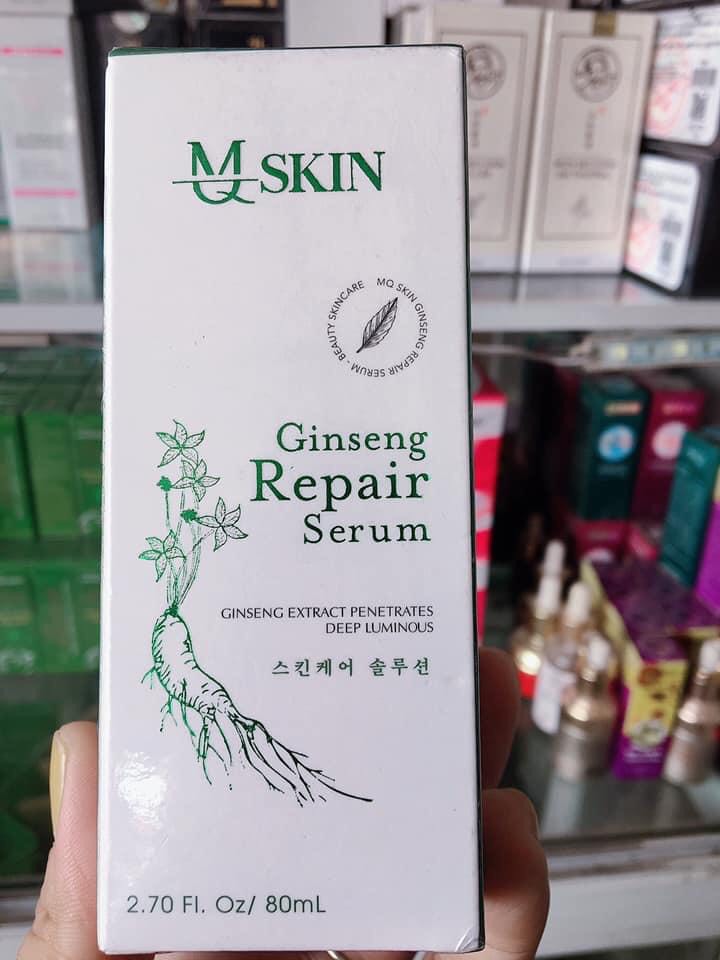 MQ SKIN
BEAUTY SKINCARE MQ SKIN GINSENG REPAIR SERUM -
Ginseng
Repair
Serum
GINSENG EXTRACT PENETRATES
DEEP LUMINOUS
스킨케어 솔루션
2.70 Fl. Oz/ 80mL